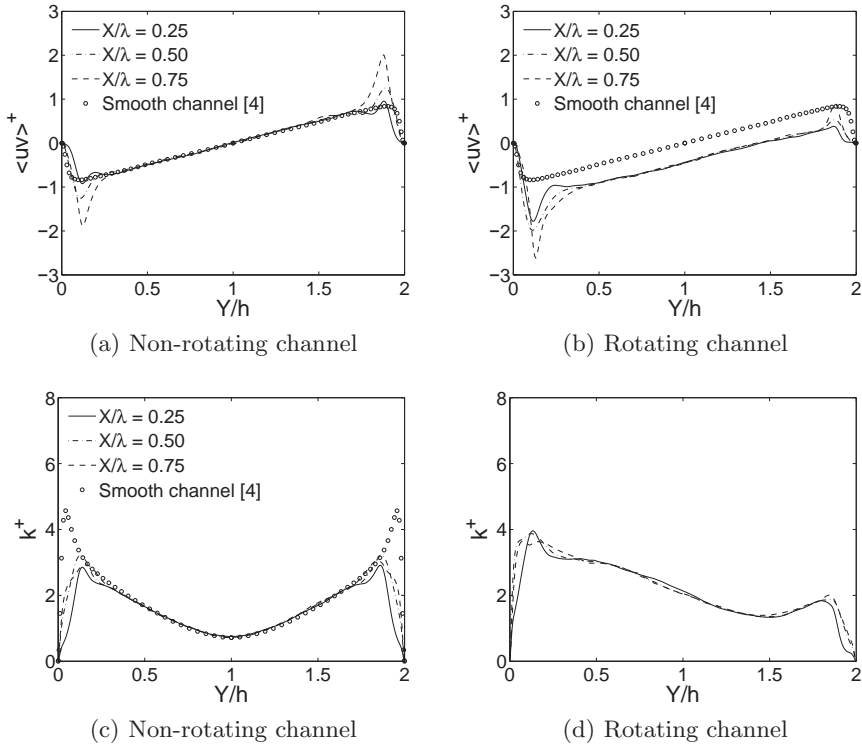 3
2
1
0
−1
−2
−3
<uv>+
X/λ = 0.25
X/λ = 0.50
X/λ = 0.75
Smooth channel [4]
0 0.5 1 1.5 2
Y/h
(a) Non-rotating channel
3
2
1
0
−1
−2
−3
<uv>+
X/λ = 0.25
X/λ = 0.50
X/λ = 0.75
Smooth channel [4]
0 0.5 1 1.5 2
Y/h
(b) Rotating channel
8
6
4
2
0
k+
X/λ = 0.25
X/λ = 0.50
X/λ = 0.75
Smooth channel [4]
0 0.5 1 1.5 2
Y/h
(c) Non-rotating channel
8
6
4
2
0
k+
0 0.5 1 1.5 2
Y/h
(d) Rotating channel